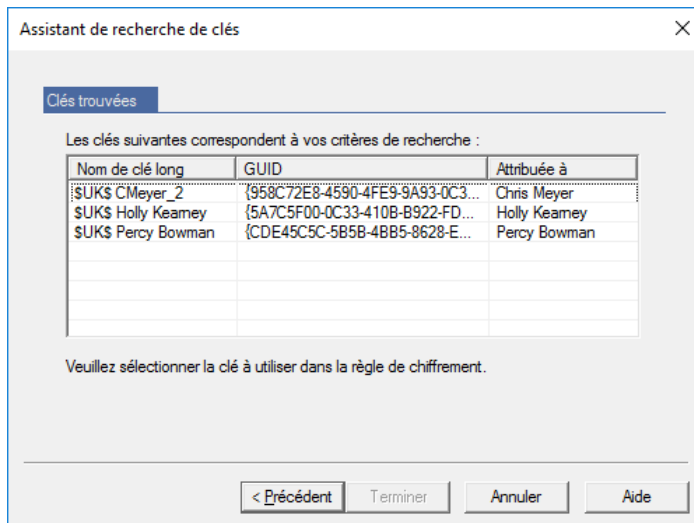 Assistant de recherche de clés
Clés trouvées
Les clés suivantes correspondent à vos critères de recherche :
Nom de clé long GUID Attribuée à
$UK$ CMeyer_2 {958C72E8-4590-4FE9-9A93-0C3... Chris Meyer
$UK$ Holly Kearney {5A7C5F00-0C33-410B-B922-FD... Holly Kearney
$UK$ Percy Bowman {CDE45C5C-5B5B-4BB5-8628-E... Percy Bowman
Veuillez sélectionner la clé à utiliser dans la règle de chiffrement.
< Précédent Terminer Annuler Aide